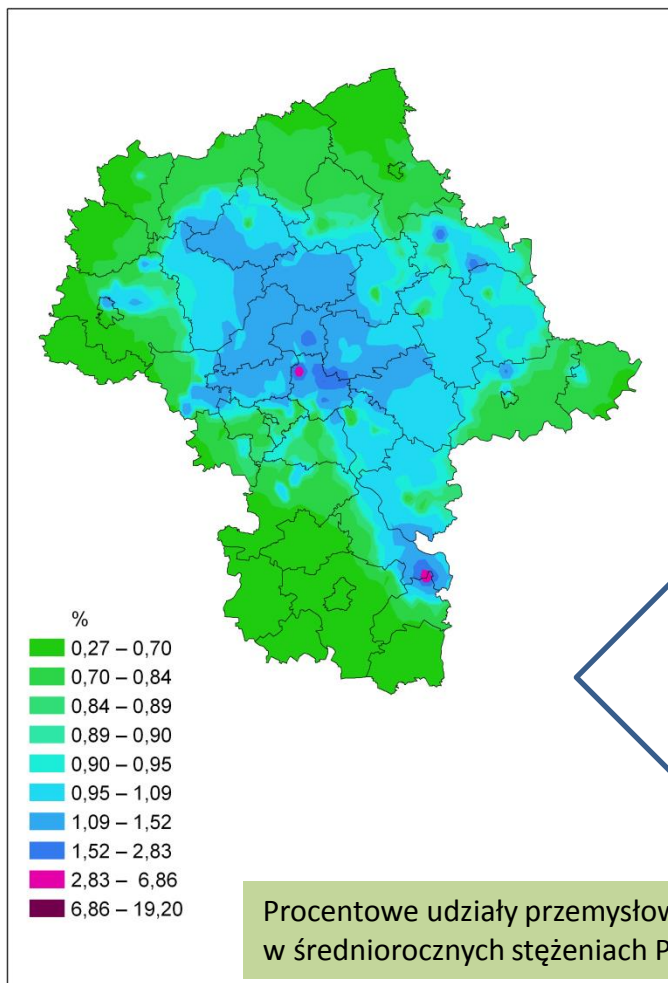 %
0,27 – 0,70
0,70 – 0,84
0,84 – 0,89
0,89 – 0,90
0,90 – 0,95
0,95 – 1,09
1,09 – 1,52
1,52 – 2,83
2,83 – 6,86
6,86 – 19,20
Procentowe udziały
w średniorocznych stężeniach